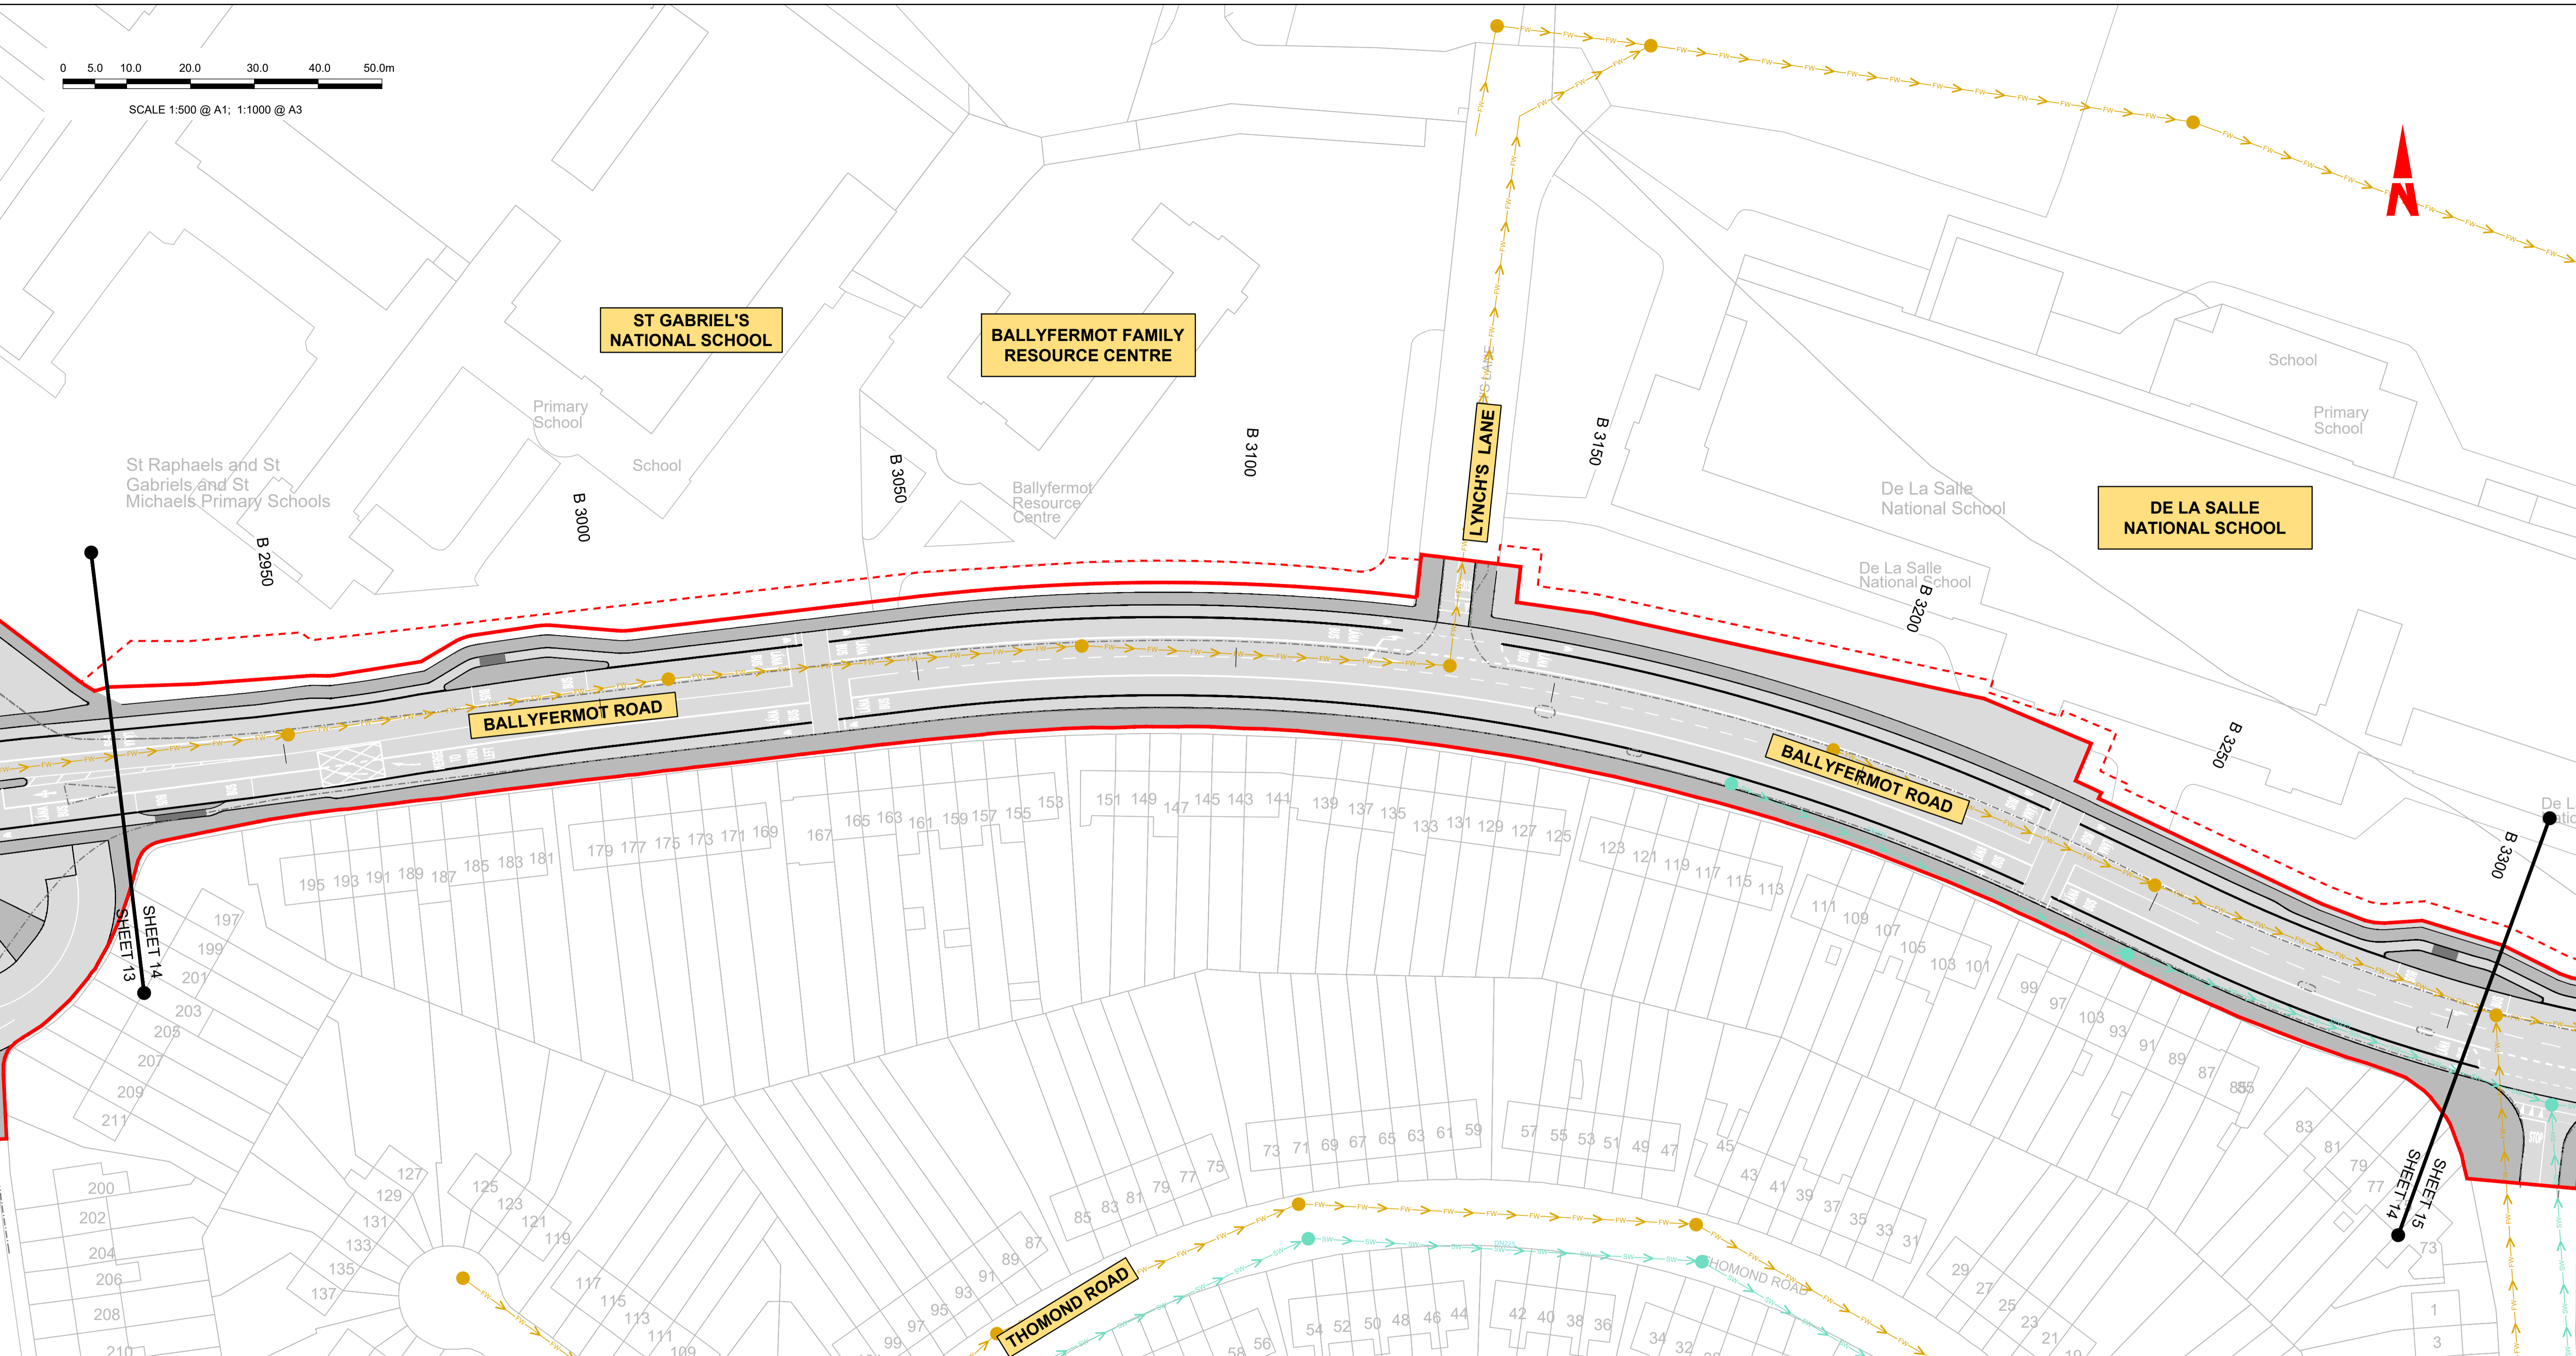 0 5.0 10.0 20.0 30.0 40.0 50.0m
SCALE 1:500 @ A1; 1:1000 @ A3
N
ST GABRIEL'S
NATIONAL SCHOOL
BALLYFERMOT FAMILY
RESOURCE CENTRE
LYNCH'S LANE
DE LA SALLE
NATIONAL SCHOOL
School
Primary
School
Primary
School
School
St Raphaels and St
Gabriels and St
Michaels Primary Schools
Ballyfermot
Resource
Centre
De La Salle
National School
De La Salle
National School
B 2950
B 3000
B 3050
B 3100
B 3150
B 3200
B 3250
B 3300
BALLYFERMOT ROAD
BALLYFERMOT ROAD
SHEET 14
SHEET 13
SHEET 14
SHEET 15
STOP
195 193 191 189 187 185 183 181
179 177 175 173 171 169
167 165 163 161 159 157 155 153
151 149 147 145 143 141
139 137 135 133 131 129 127 125
123 121 119 117 115 113
111 109 107 105 103 101
99 97 103 93 91 89 87 85
83 81 79 77
73
1
3
197
199
201
203
205
207
209
211
200
202
204
206
208
210
127
129
131
133
135
137
125
123
121
119
117
115
113
111
109
99 97 95 93 91 89 87
85 83 81 79 77 75
73 71 69 67 65 63 61 59
57 55 53 51 49 47
45 43 41 39 37 35 33 31
29 27 25 23 21 19
58 56
54 52 50 48 46 44
42 40 38 36
34 32
THOMOND ROAD
THOMOND ROAD
DN225
FW
SW